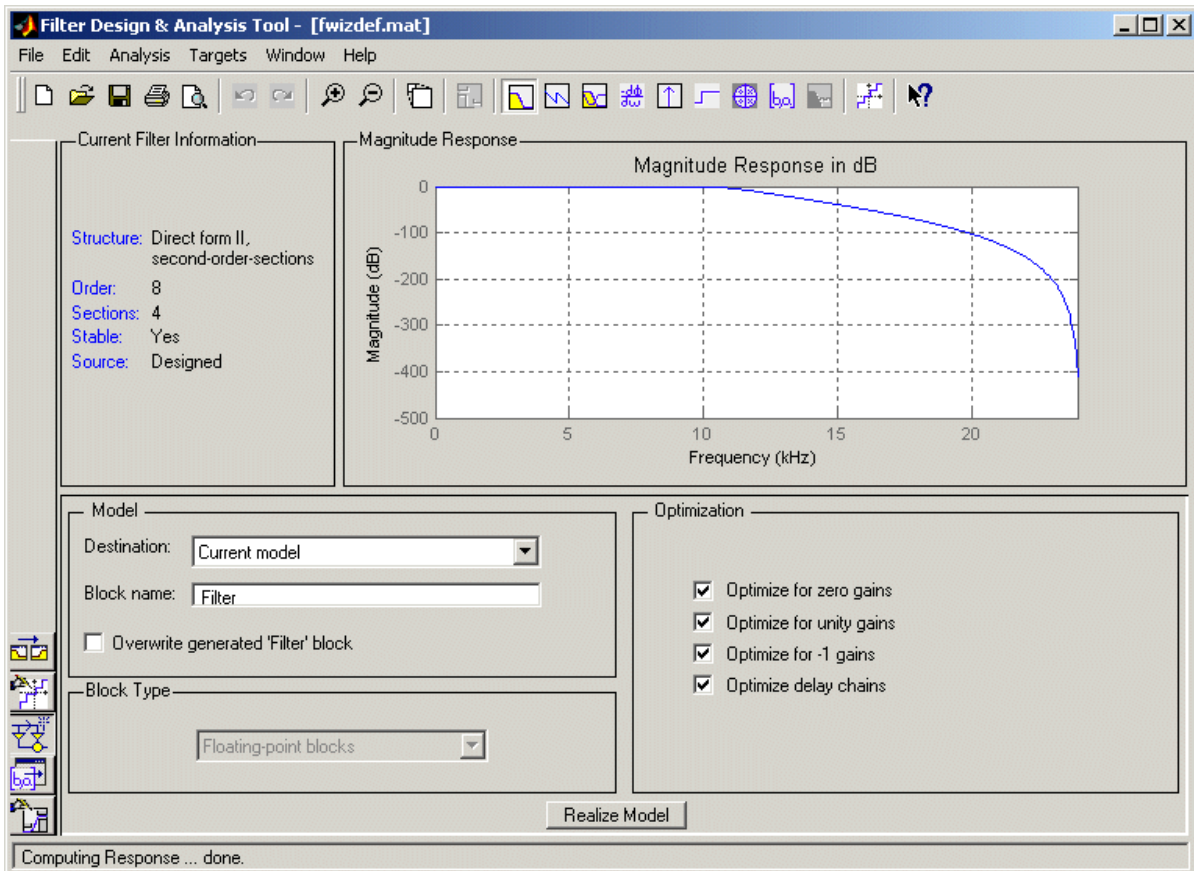 Filter Design & Analysis Tool - [fwizdef.mat]
File Edit Analysis Targets Window Help
Current Filter Information
Structure: Direct form II,
second-order-sections
Order: 8
Sections: 4
Stable: Yes
Source: Designed
Magnitude Response
Magnitude Response in dB
Magnitude (dB)
0
-100
-200
-300
-400
-500
0 5 10 15 20
Frequency (kHz)
Model
Destination: Current model
Block name: Filter
Overwrite generated 'Filter' block
Block Type
Floating-point blocks
Optimization
Optimize for zero gains
Optimize for unity gains
Optimize for -1 gains
Optimize delay chains
Realize Model
Computing Response ... done.